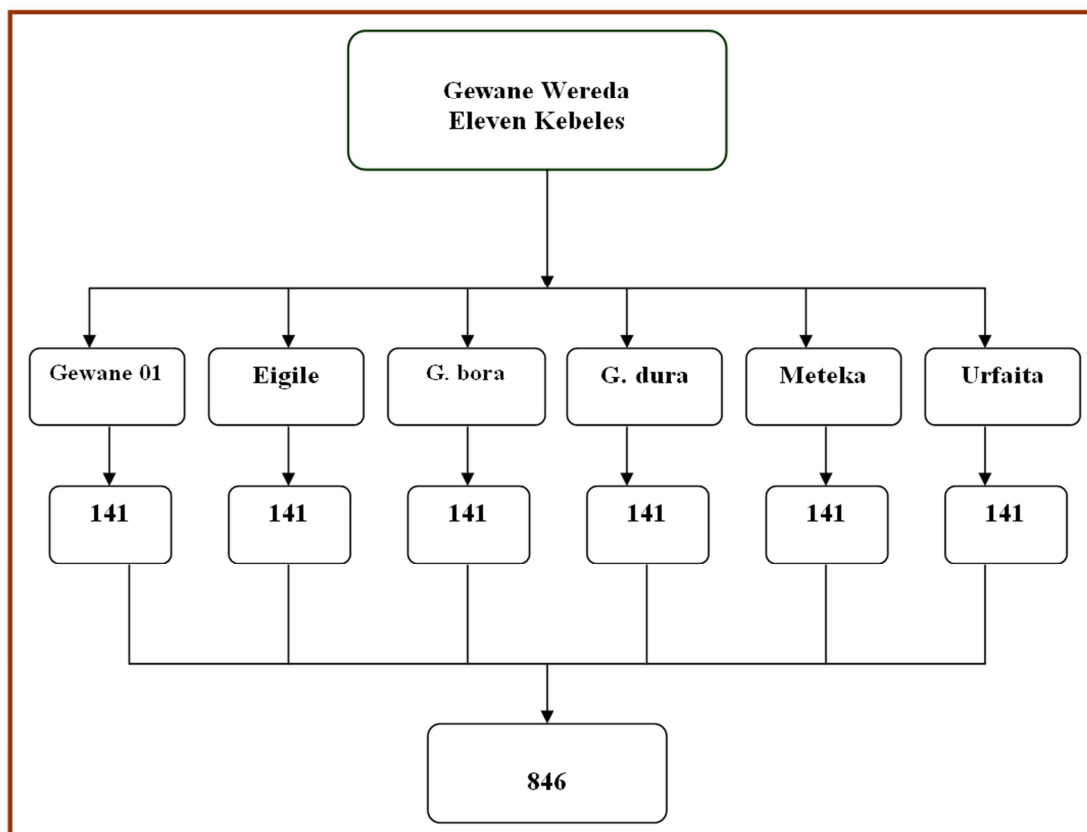 Gewane Wereda
Eleven Kebeles
Gewane 01
Eigile
G. bora
G. dura
Meteka
Urfaita
141
141
141
141
141
141
846